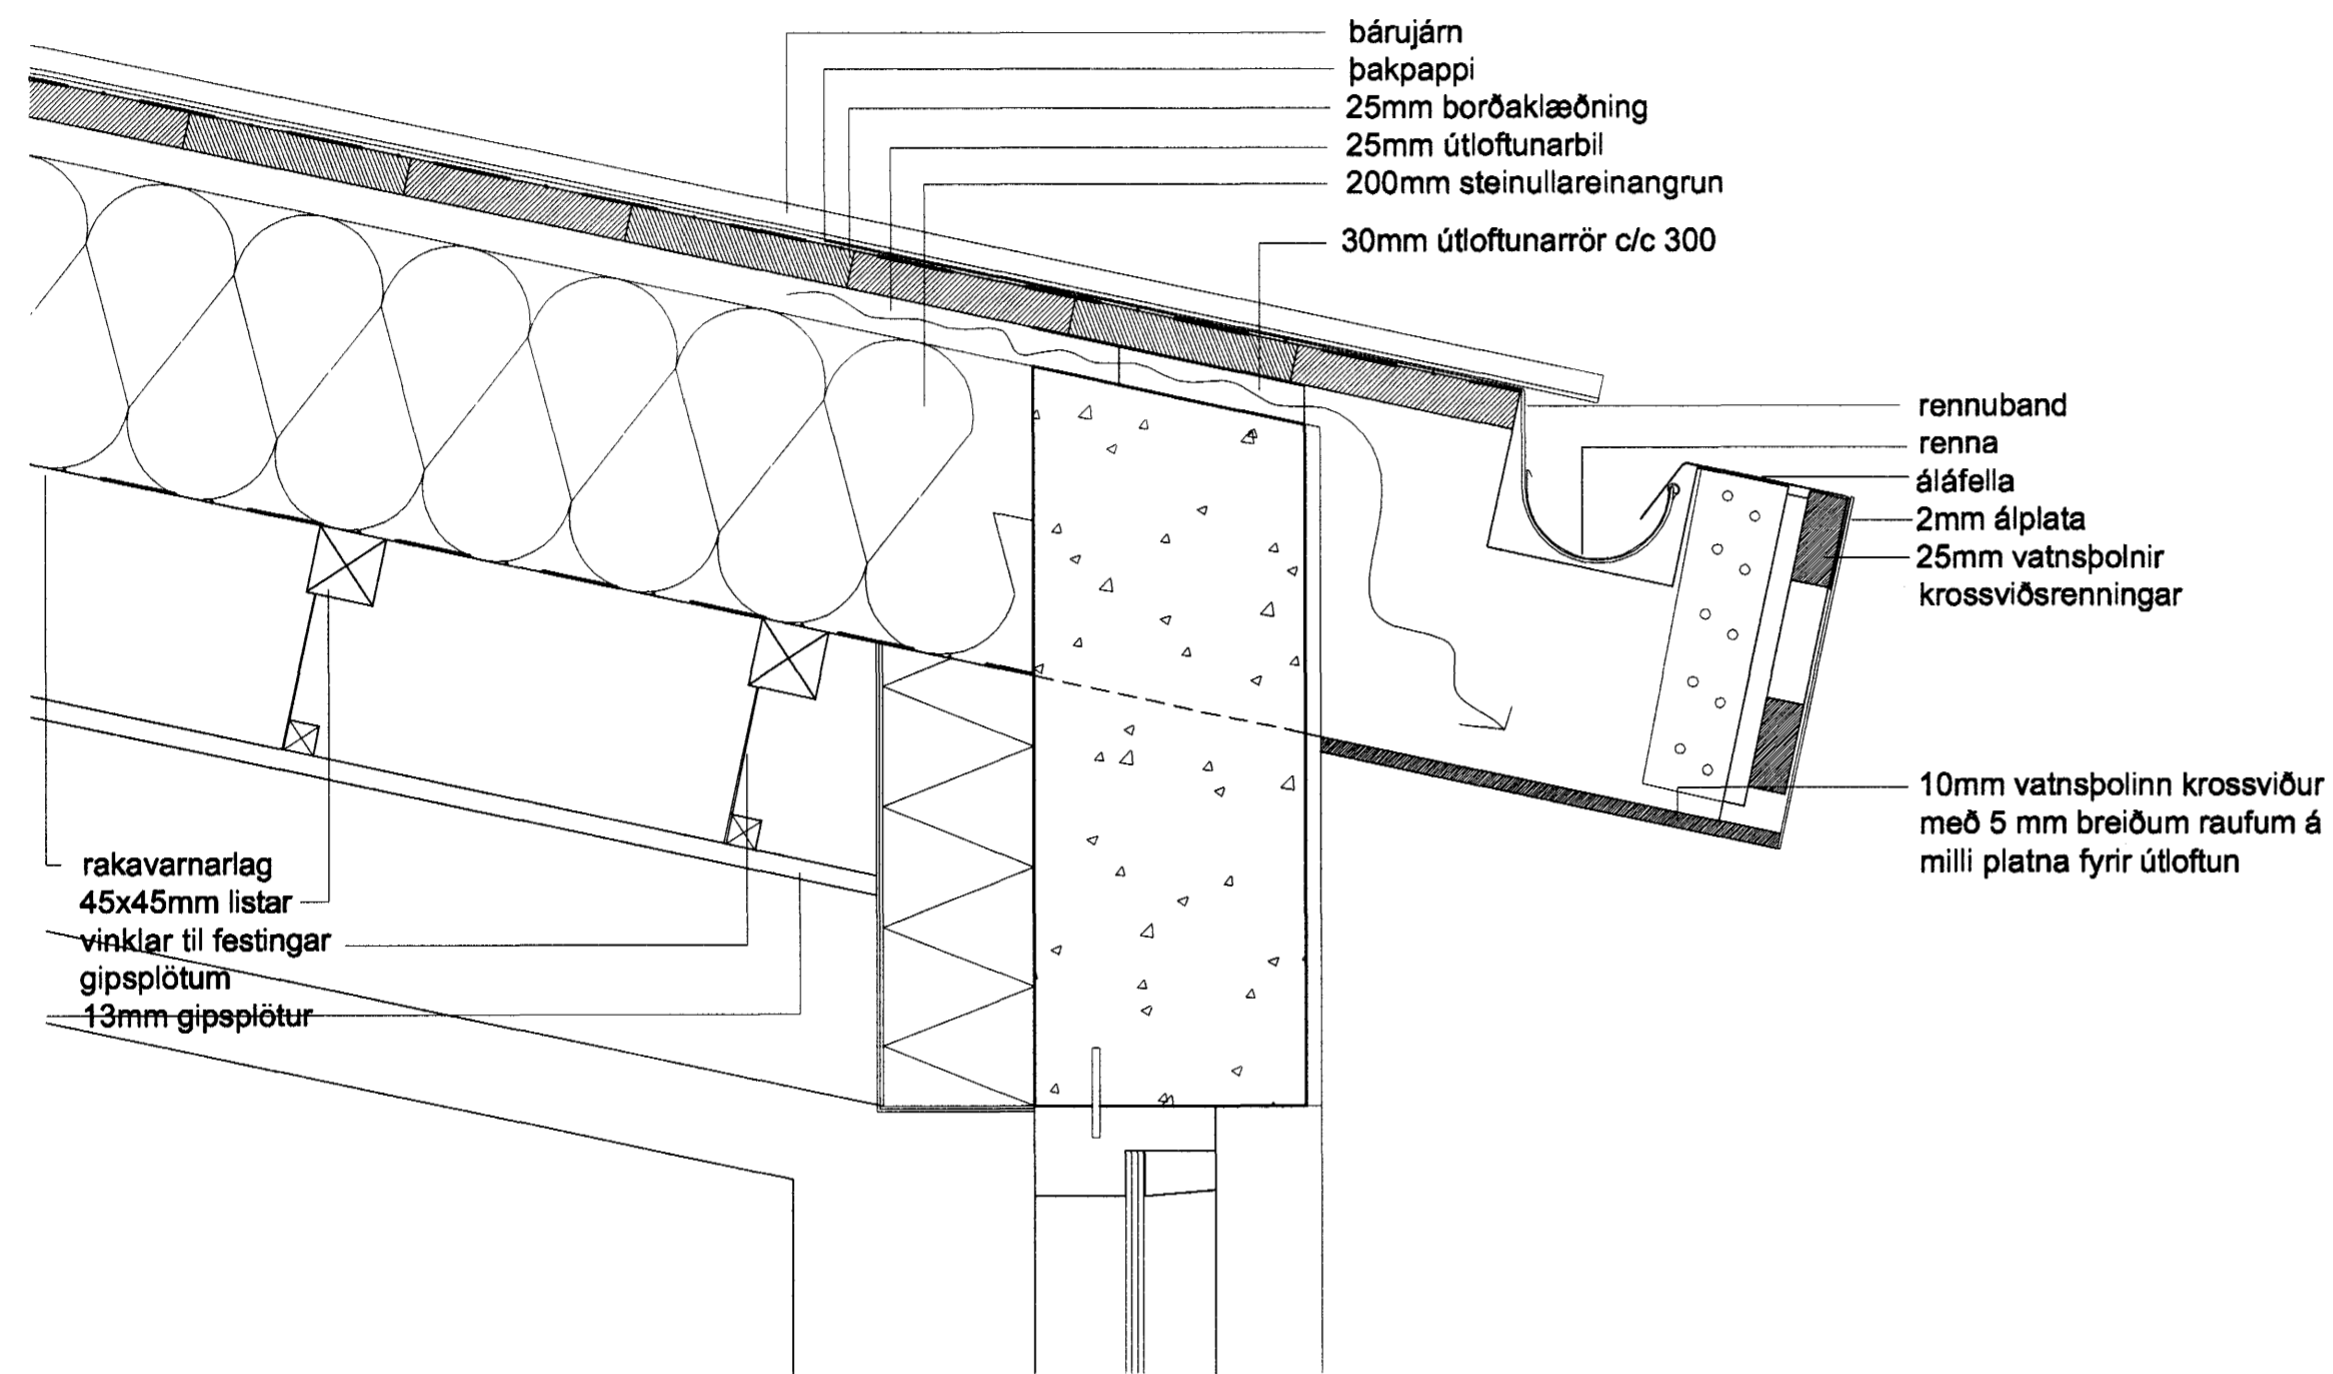 bárujárn
þakpappi
25mm borðaklæðning
25mm útloftunarbil
200mm steinullareinangrun
30mm útloftunarrör c/c 300
rennuband
renna
áláfella
2mm álplata
25mm vatnsþolnir
krossviðsrenningar
10mm vatnsþolinn krossviður
með 5 mm breiðum raufum á
milli platna fyrir útloftun
rakavarnarlag
45x45mm listar
vinklar til festingar
gipsplötum
13mm gipsplötur